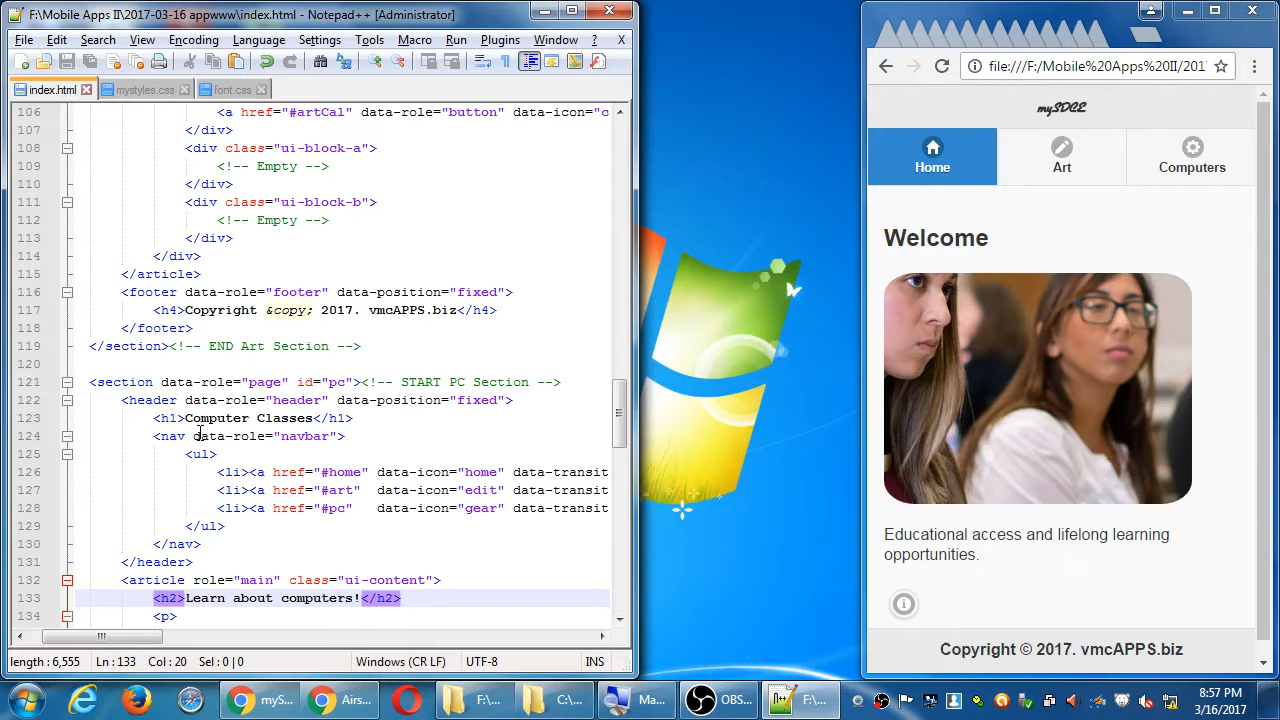 F:\Mobile Apps II\2017-03-16 appwww\index.html - Notepad++ [Administrator]
File Edit Search View Encoding Language Settings Tools Macro Run Plugins Window ? X
index.html mystyles.css font.css
106 <a href="#artCal" data-role="button" data-icon="c
107 </div>
108 <div class="ui-block-a">
109 <!-- Empty -->
110 </div>
111 <div class="ui-block-b">
112 <!-- Empty -->
113 </div>
114 </div>
115 </article>
116 <footer data-role="footer" data-position="fixed">
117 <h4>Copyright &copy; 2017. vmcAPPS.biz</h4>
118 </footer>
119 </section><!-- END Art Section -->
120
121 <section data-role="page" id="pc"><!-- START PC Section -->
122 <header data-role="header" data-position="fixed">
123 <h1>Computer Classes</h1>
124 <nav data-role="navbar">
125 <ul>
126 <li><a href="#home" data-icon="home" data-transit
127 <li><a href="#art" data-icon="edit" data-transit
128 <li><a href="#pc" data-icon="gear" data-transit
129 </ul>
130 </nav>
131 </header>
132 <article role="main" class="ui-content">
133 <h2>Learn about computers!</h2>
134 <p>
length : 6,555 Ln : 133 Col : 20 Sel : 0 | 0 Windows (CR LF) UTF-8 INS
file:///F:/Mobile%20Apps%20II/201
mySDCE
Home Art Computers
Welcome
Educational access and lifelong learning
opportunities.
Copyright © 2017. vmcAPPS.biz
myS... Airs... F:\... C:\... Ma... OBS... F:\...
8:57 PM
3/16/2017